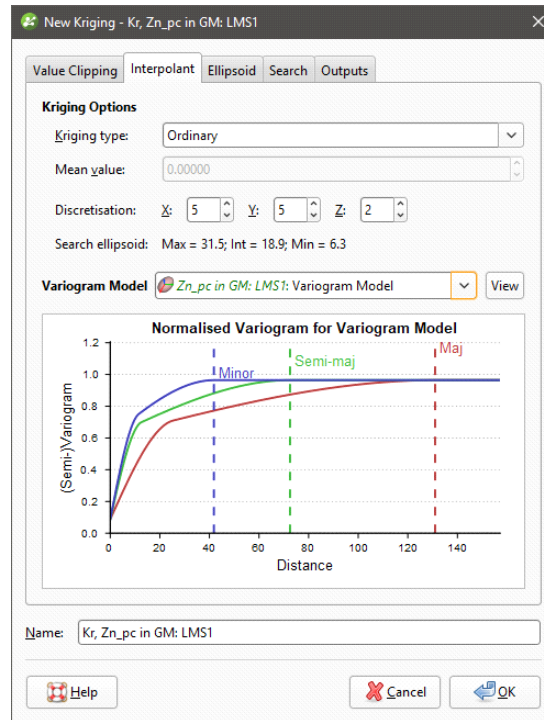 New Kriging - Kr, Zn_pc in GM: LMS1
Value Clipping Interpolant Ellipsoid Search Outputs
Kriging Options
Kriging type: Ordinary
Mean value: 0.00000
Discretisation: X: 5 Y: 5 Z: 2
Search ellipsoid: Max = 31.5; Int = 18.9; Min = 6.3
Variogram Model Zn_pc in GM: LMS1: Variogram Model View
Normalised Variogram for Variogram Model
(Semi-)Variogram
1.2
1.0
0.8
0.6
0.4
0.2
0.0
Minor
Semi-maj
Maj
0 20 40 60 80 100 120 140
Distance
Name: Kr, Zn_pc in GM: LMS1
Help Cancel OK